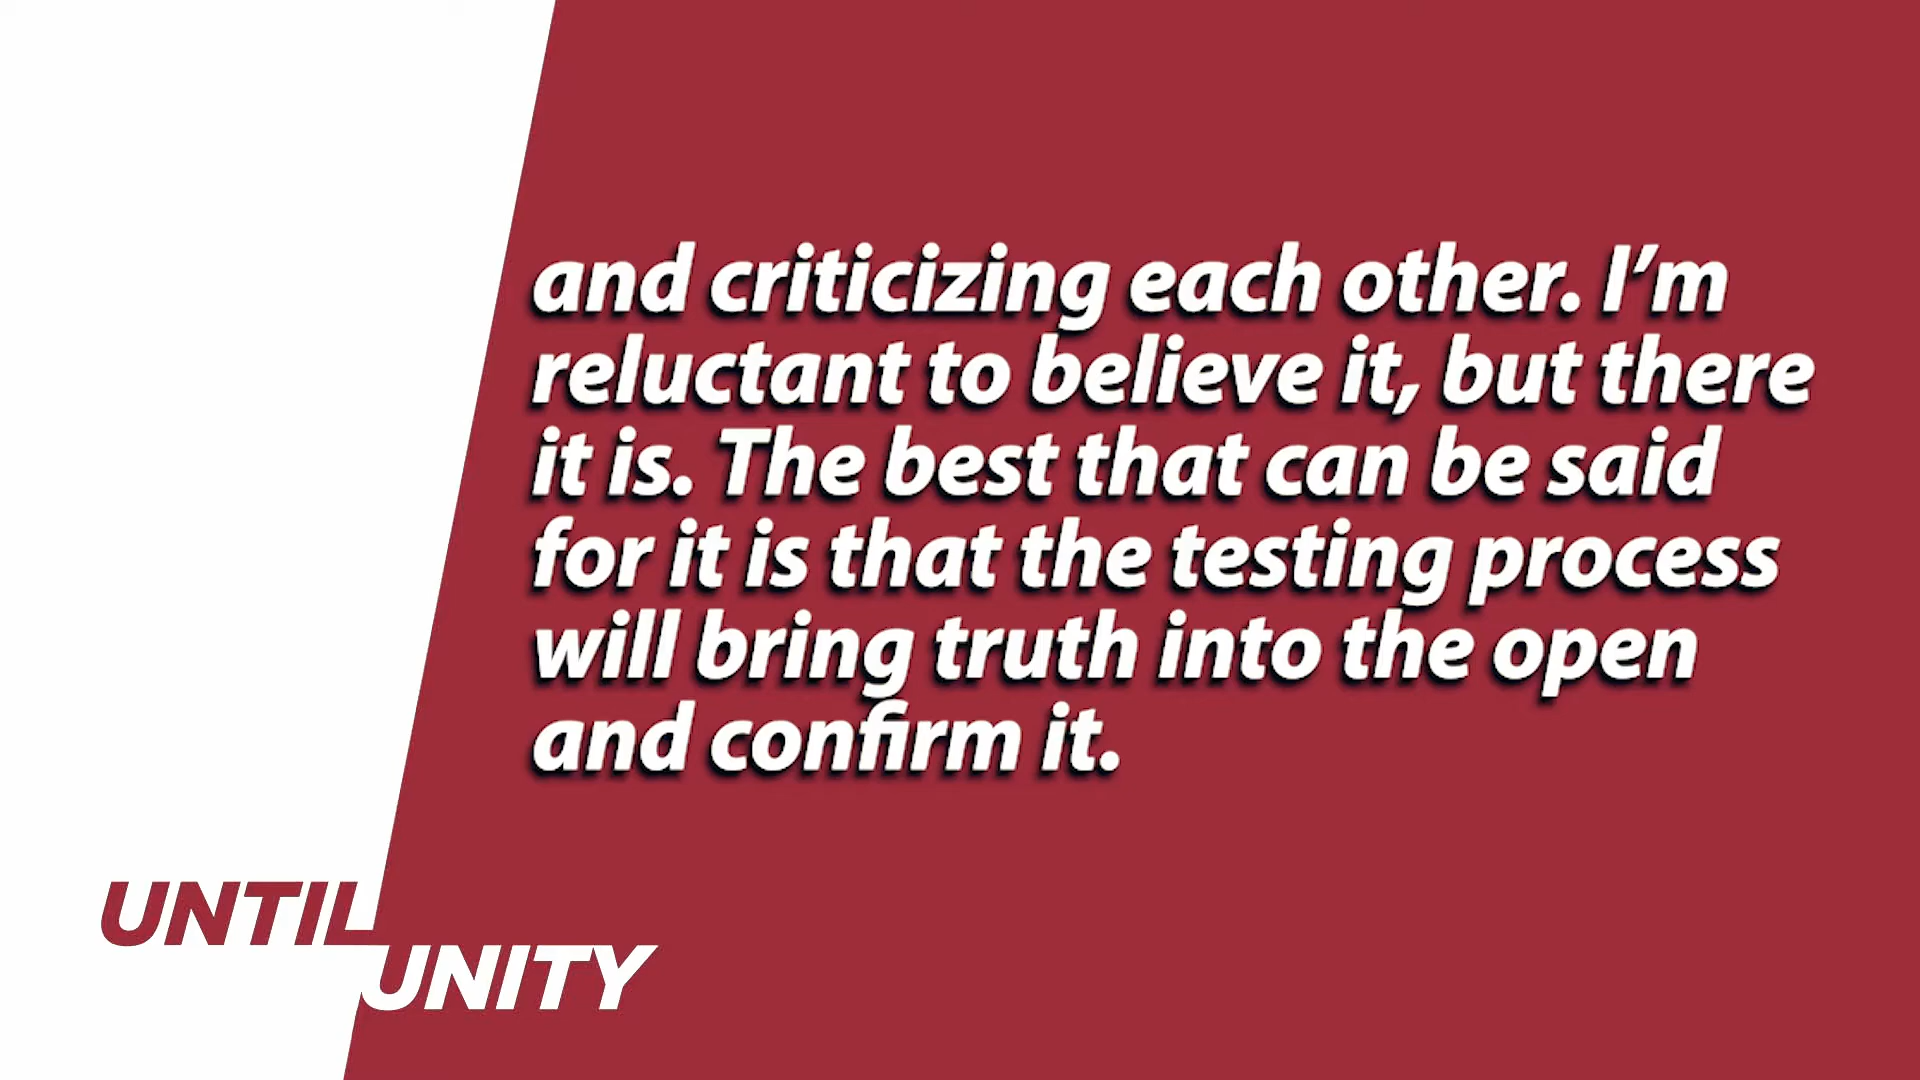 and criticizing each other. I’m
reluctant to believe it, but there
it is. The best that can be said
for it is that the testing process
will bring truth into the open
and confirm it.
UNTIL
UNITY